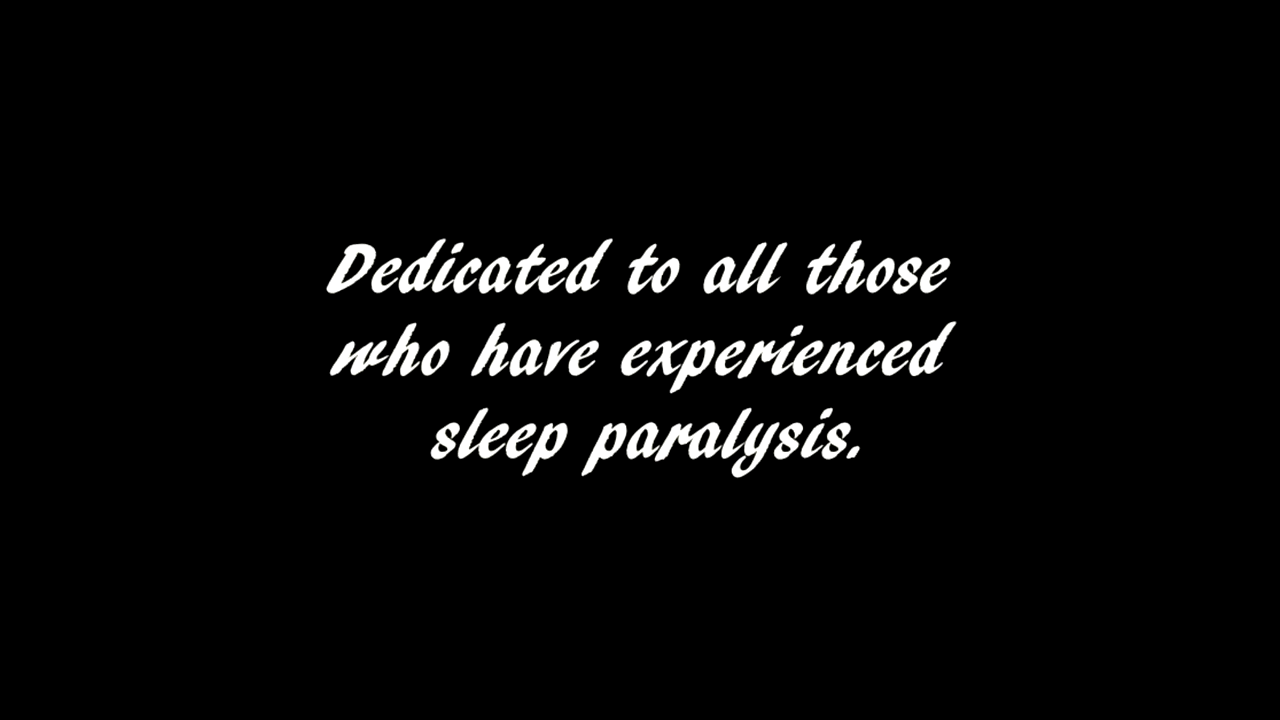 Dedicated to all those
who have experienced
sleep paralysis.